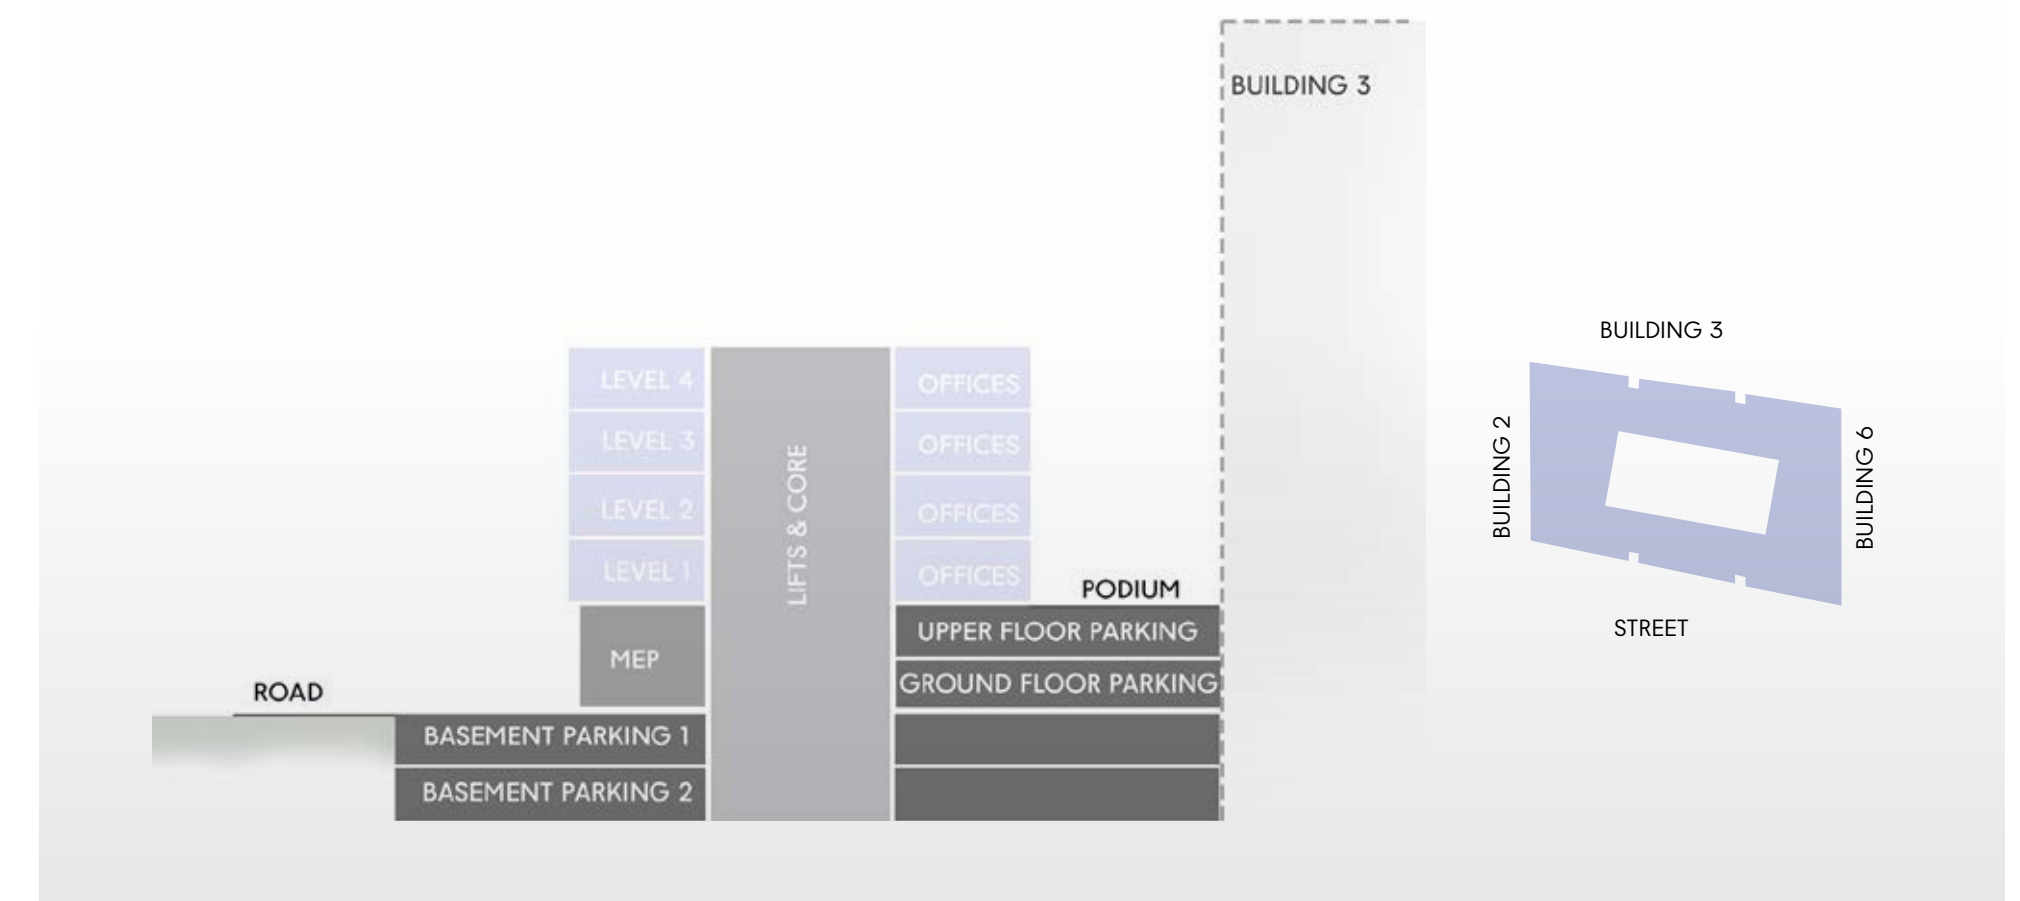 BUILDING 3
LEVEL 4
OFFICES
LEVEL 3
OFFICES
LEVEL 2
OFFICES
LEVEL 1
OFFICES
LIFTS & CORE
PODIUM
UPPER FLOOR PARKING
MEP
GROUND FLOOR PARKING
ROAD
BASEMENT PARKING 1
BASEMENT PARKING 2
BUILDING 3
BUILDING 2
BUILDING 6
STREET